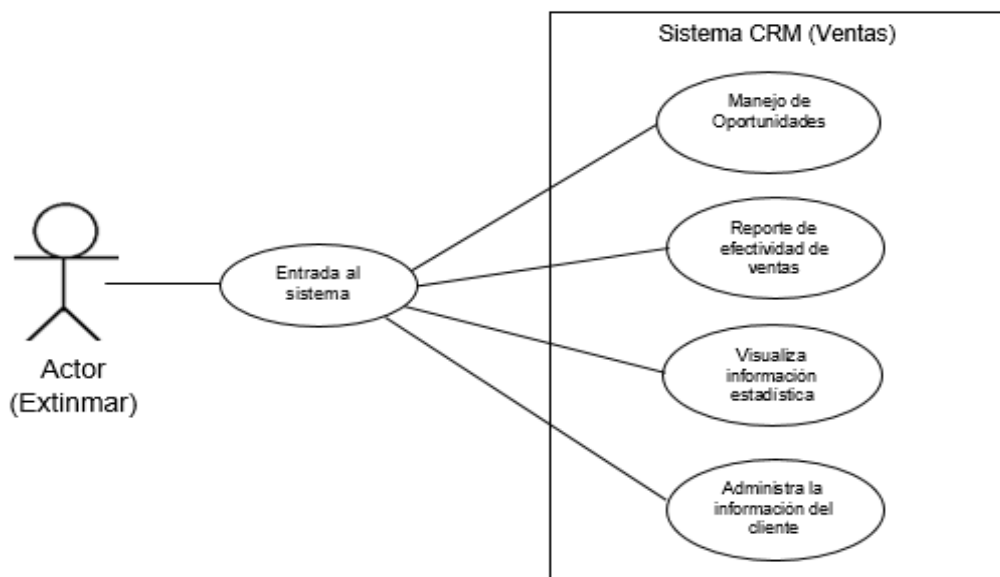 Sistema CRM (Ventas)
Manejo de
Oportunidades
Reporte de
efectividad de
ventas
Entrada al
sistema
Visualiza
información
estadística
Actor
(Extinmar)
Administra la
información del
cliente